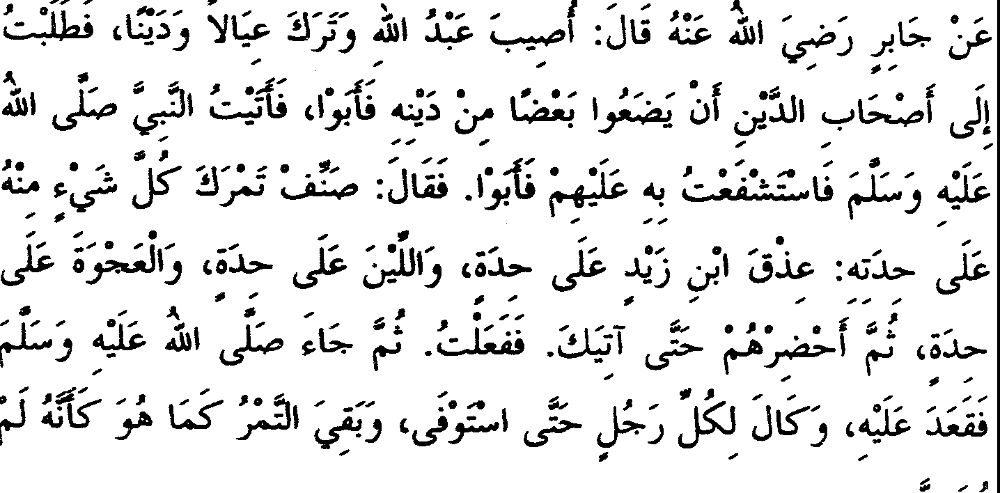 عَنْ جَابِرٍ رَضِيَ اللهُ عَنْهُ قَالَ: أُصِيبَ عَبْدُ اللهِ وَتَرَكَ عِيَالاً وَدَيْنًا، فَطَلَبْتُ
إِلَى أَصْحَابِ الدَّيْنِ أَنْ يَضَعُوا بَعْضًا مِنْ دَيْنِهِ فَأَبَوْا، فَأَتَيْتُ النَّبِيَّ صَلَّى اللهُ
عَلَيْهِ وَسَلَّمَ فَاسْتَشْفَعْتُ بِهِ عَلَيْهِمْ فَأَبَوْا. فَقَالَ: صَنِّفْ تَمْرَكَ كُلَّ شَيْءٍ مِنْهُ
عَلَى حِدَتِهِ: عِذْقَ ابْنِ زَيْدٍ عَلَى حِدَةٍ، وَاللِّيْنَ عَلَى حِدَةٍ، وَالْعَجْوَةَ عَلَى
حِدَةٍ، ثُمَّ أَحْضِرْهُمْ حَتَّى آتِيَكَ. فَفَعَلْتُ. ثُمَّ جَاءَ صَلَّى اللهُ عَلَيْهِ وَسَلَّمَ
فَقَعَدَ عَلَيْهِ، وَكَالَ لِكُلِّ رَجُلٍ حَتَّى اسْتَوْفَى، وَبَقِيَ التَّمْرُ كَمَا هُوَ كَأَنَّهُ لَمْ